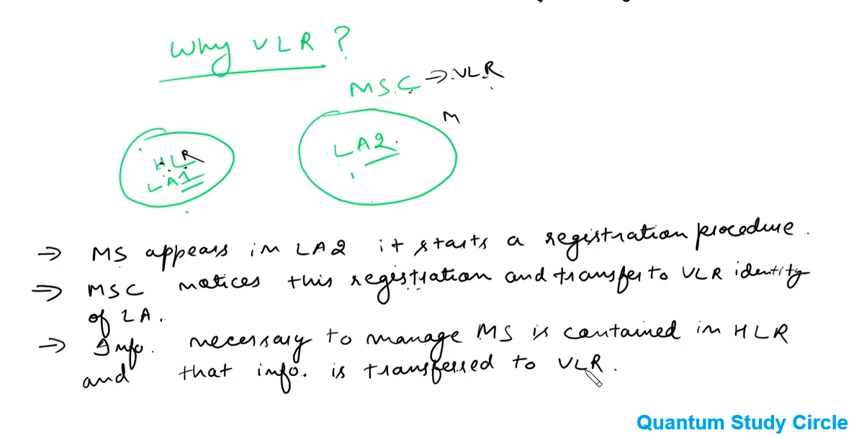 Why VLR ?
MSC → VLR
M
HLR
LA1
LA2
→ MS appears in LA2 it starts a registration procedure.
→ MSC notices this registration and transfer to VLR identity
of LA.
→ Info. necessary to manage MS is contained in HLR
and that info. is transferred to VLR.
Quantum Study Circle